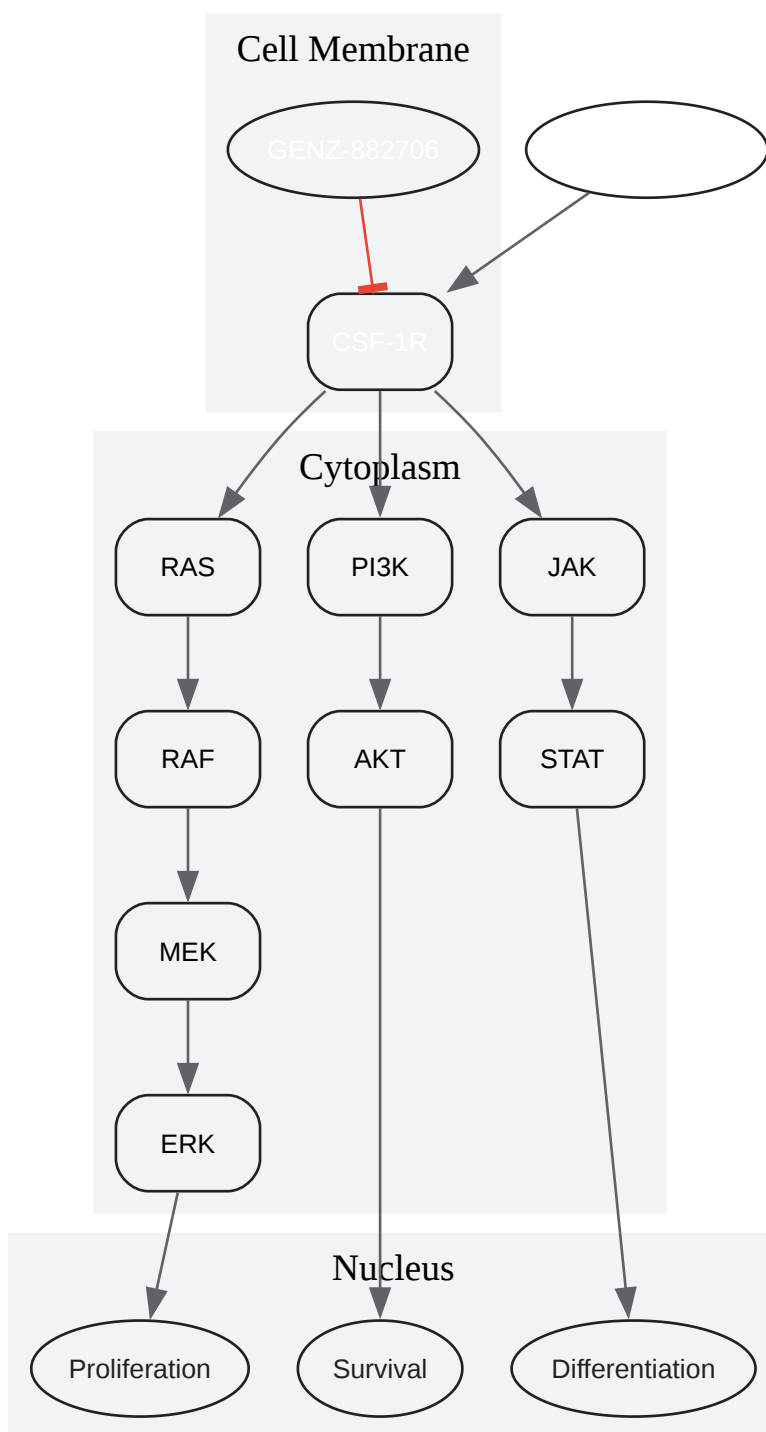 Cell Membrane
GENZ-882706
CSF-1R
Cytoplasm
RAS
PI3K
JAK
RAF
AKT
STAT
MEK
ERK
Nucleus
Proliferation
Survival
Differentiation